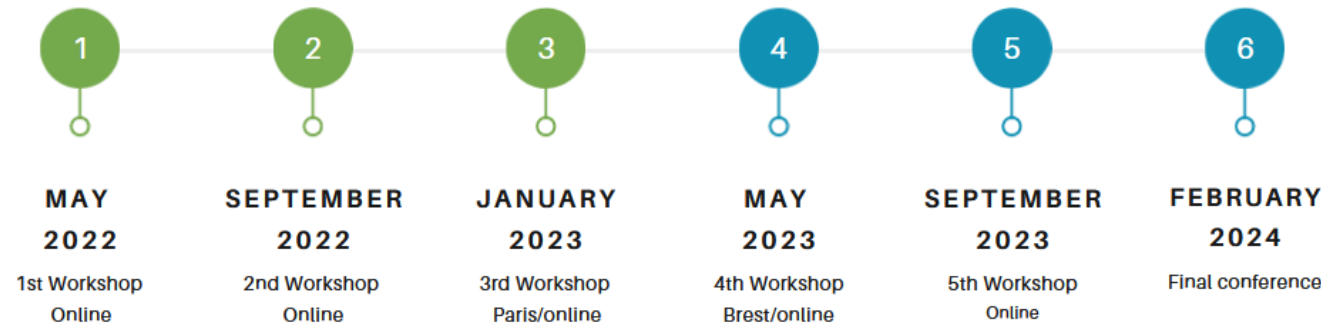 1
2
3
4
5
6
MAY
2022
1st Workshop
Online
SEPTEMBER
2022
2nd Workshop
Online
JANUARY
2023
3rd Workshop
Paris/online
MAY
2023
4th Workshop
Brest/online
SEPTEMBER
2023
5th Workshop
Online
FEBRUARY
2024
Final conference